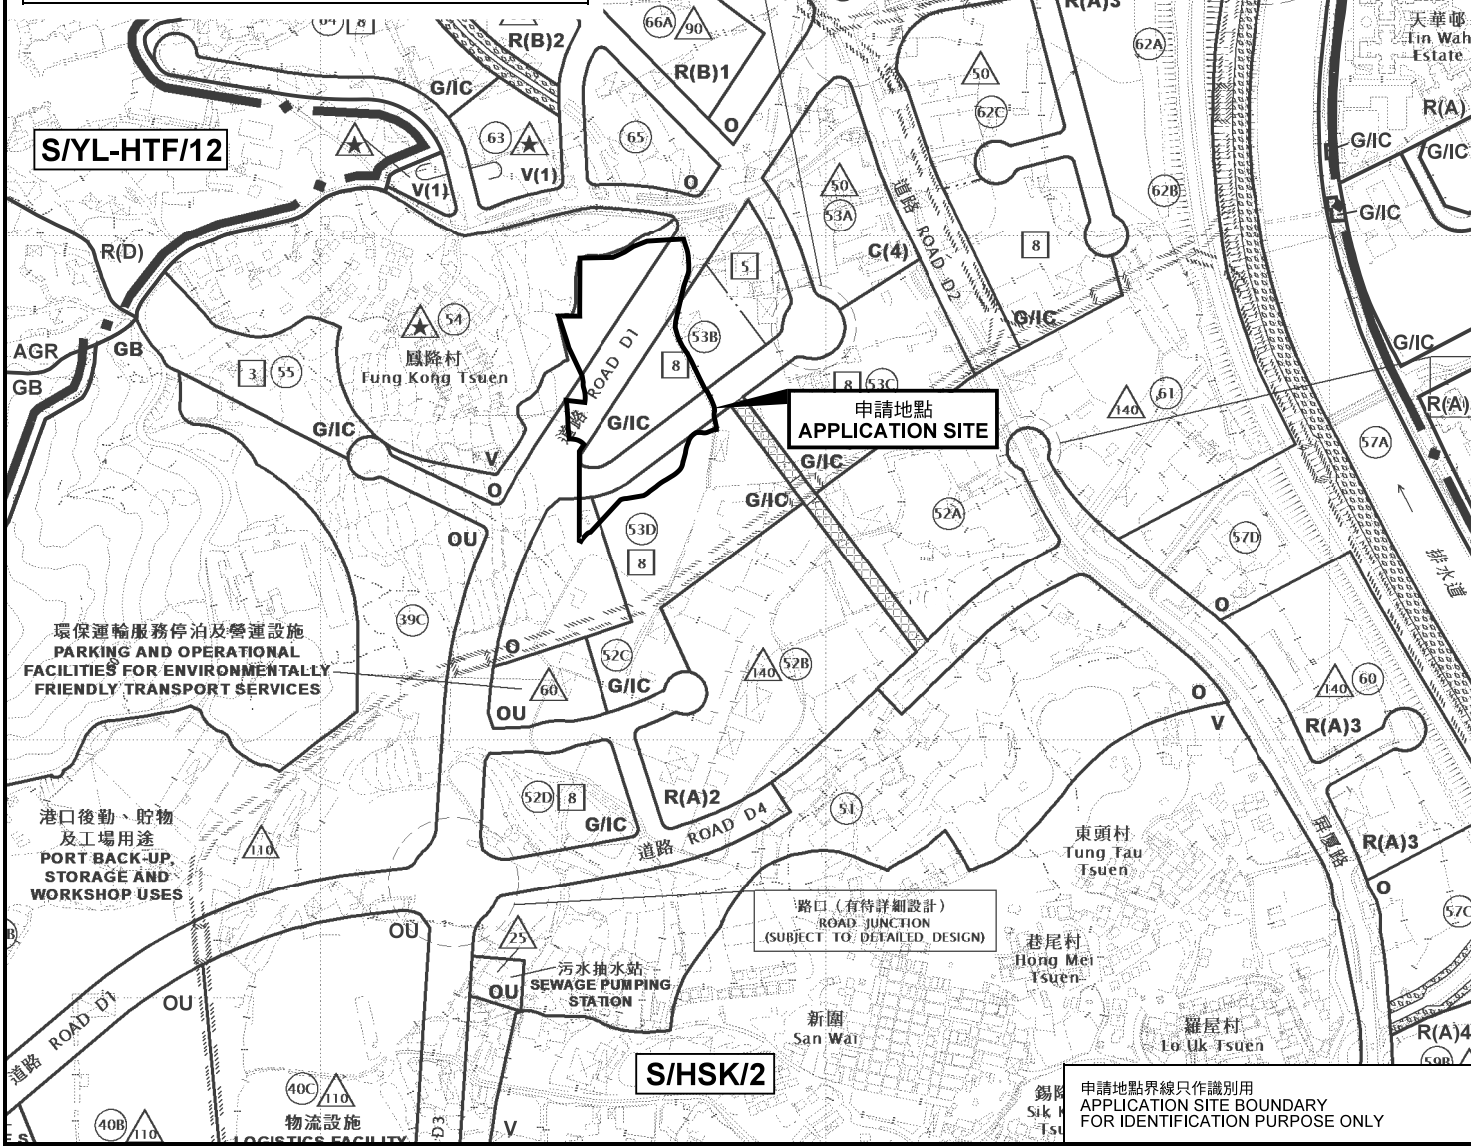 64
8
R(B)2
66A
90
R(B)1
R(A)3
62A
天華邨
Tin Wah
Estate
G/IC
50
62C
R(A)
S/YL-HTF/12
63
V(1)
V(1)
65
O
O
50
53A
62B
G/IC
G/IC
G/IC
R(D)
C(4)
道路 ROAD D2
8
5
54
鳳降村
Fung Kong Tsuen
53B
8
G/IC
G/IC
AGR
GB
GB
3
55
道路 ROAD D1
G/IC
8
53C
申請地點
APPLICATION SITE
140
61
R(A)
57A
G/IC
V
O
G/IC
G/IC
52A
排水道
57D
OU
53D
8
39C
O
環保運輸服務停泊及營運設施
PARKING AND OPERATIONAL
FACILITIES FOR ENVIRONMENTALLY
FRIENDLY TRANSPORT SERVICES
O
52C
G/IC
60
OU
140
52B
O
V
140
60
R(A)3
52D
8
G/IC
R(A)2
道路 ROAD D4
51
港口後勤、貯物
及工場用途
PORT BACK-UP,
STORAGE AND
WORKSHOP USES
110
東頭村
Tung Tau
Tsuen
屏廈路
R(A)3
O
57C
路口（有待詳細設計）
ROAD JUNCTION
(SUBJECT TO DETAILED DESIGN)
OU
25
污水抽水站
SEWAGE PUMPING
STATION
OU
巷尾村
Hong Mei
Tsuen
OU
道路 ROAD D1
新圍
San Wai
羅屋村
Lo Uk Tsuen
R(A)4
59B
S/HSK/2
40C
110
物流設施
LOGISTICS FACILITY
40B
110
D3
V
申請地點界線只作識別用
APPLICATION SITE BOUNDARY
FOR IDENTIFICATION PURPOSE ONLY